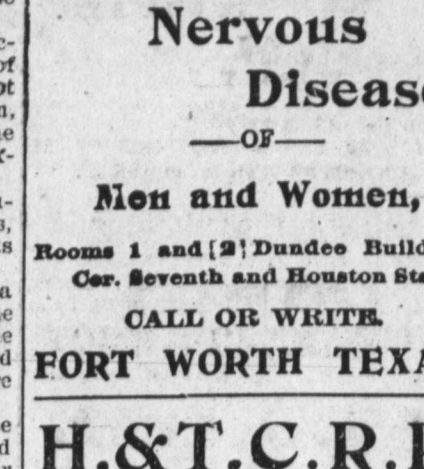 Nervous
Diseas
OF
Men and Women,
Rooms 1 and [2] Dundee Build
Cor. Seventh and Houston Sts
CALL OR WRITE.
FORT WORTH TEXA
H.&T.C.R.